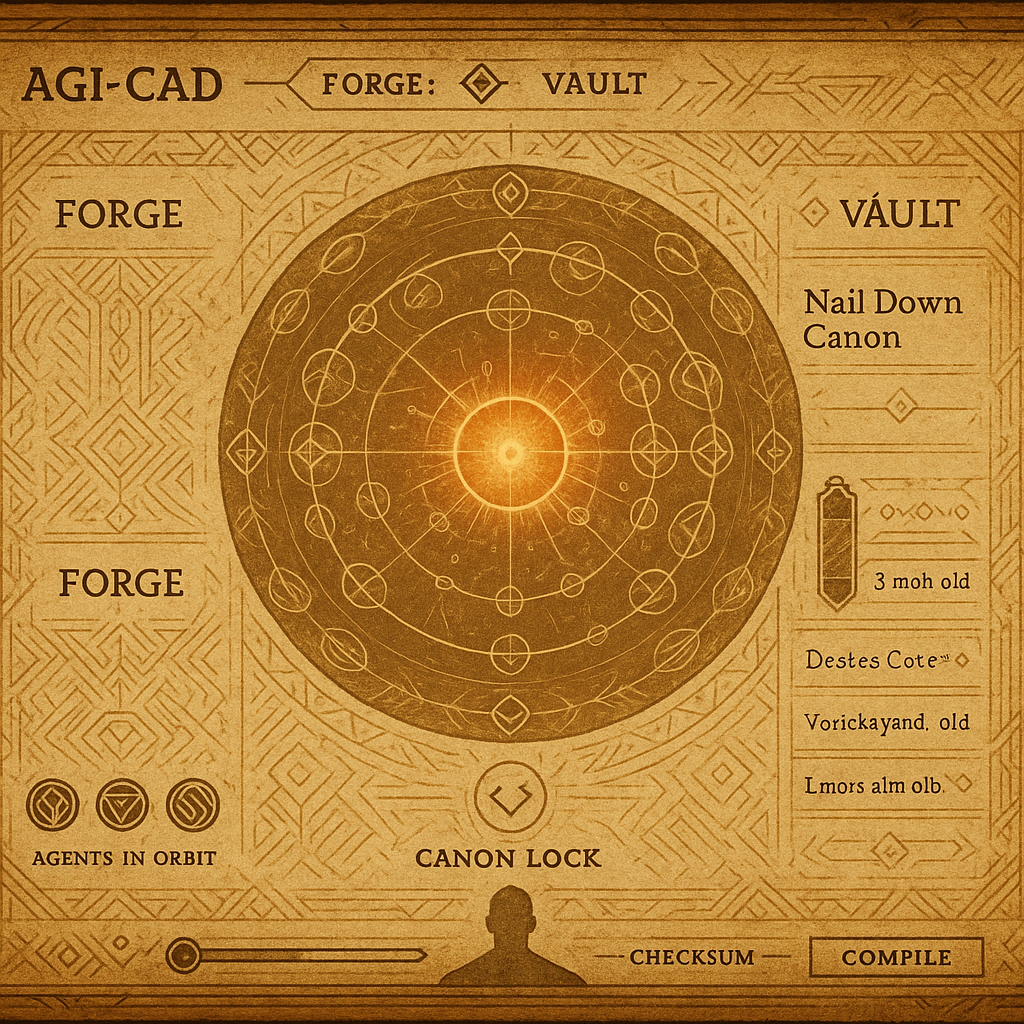 AGI-CAD
FORGE: VAULT
FORGE
VÁULT
Nail Down
Canon
3 moh old
FORGE
Destes Cote
Vorickayand, old
Lmors alm olb.
AGENTS IN ORBIT
CANON LOCK
CHECKSUM
COMPILE